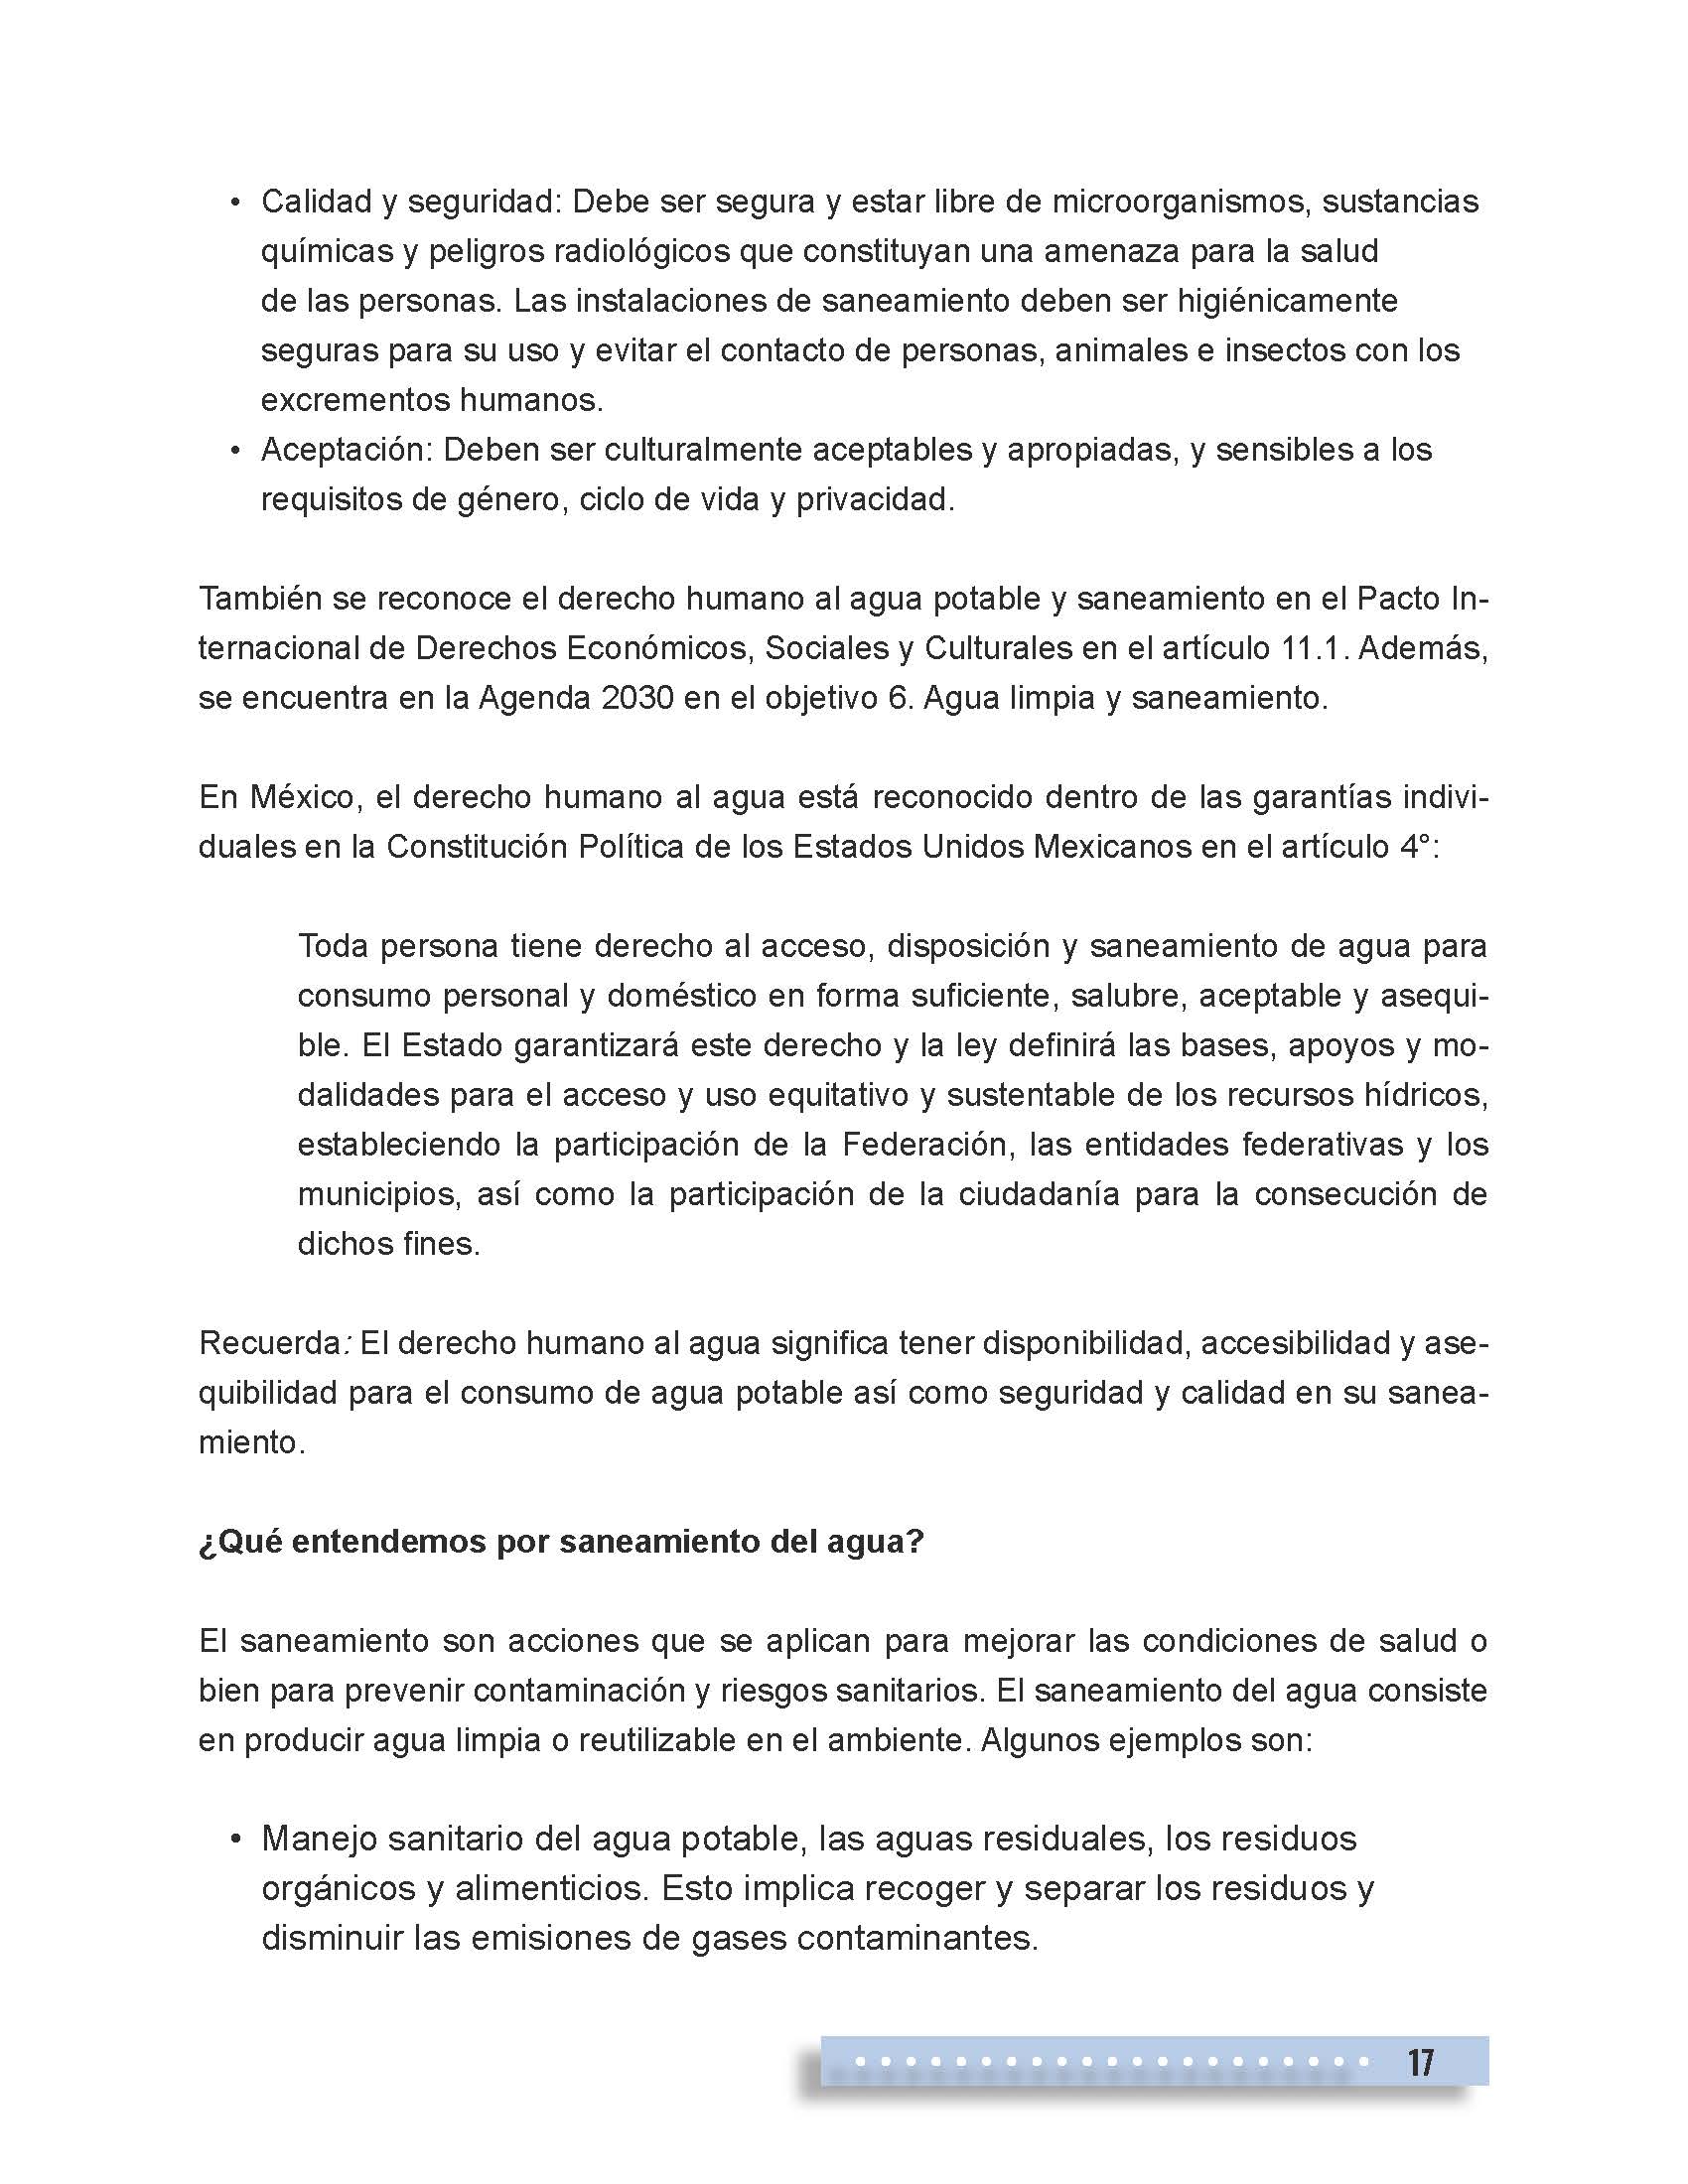 • Calidad y seguridad: Debe ser segura y estar libre de microorganismos, sustancias
químicas y peligros radiológicos que constituyan una amenaza para la salud
de las personas. Las instalaciones de saneamiento deben ser higiénicamente
seguras para su uso y evitar el contacto de personas, animales e insectos con los
excrementos humanos.
• Aceptación: Deben ser culturalmente aceptables y apropiadas, y sensibles a los
requisitos de género, ciclo de vida y privacidad.
También se reconoce el derecho humano al agua potable y saneamiento en el Pacto In-
ternacional de Derechos Económicos, Sociales y Culturales en el artículo 11.1. Además,
se encuentra en la Agenda 2030 en el objetivo 6. Agua limpia y saneamiento.
En México, el derecho humano al agua está reconocido dentro de las garantías indivi-
duales en la Constitución Política de los Estados Unidos Mexicanos en el artículo 4°:
Toda persona tiene derecho al acceso, disposición y saneamiento de agua para
consumo personal y doméstico en forma suficiente, salubre, aceptable y asequi-
ble. El Estado garantizará este derecho y la ley definirá las bases, apoyos y mo-
dalidades para el acceso y uso equitativo y sustentable de los recursos hídricos,
estableciendo la participación de la Federación, las entidades federativas y los
municipios, así como la participación de la ciudadanía para la consecución de
dichos fines.
Recuerda: El derecho humano al agua significa tener disponibilidad, accesibilidad y ase-
quibilidad para el consumo de agua potable así como seguridad y calidad en su sanea-
miento.
¿Qué entendemos por saneamiento del agua?
El saneamiento son acciones que se aplican para mejorar las condiciones de salud o
bien para prevenir contaminación y riesgos sanitarios. El saneamiento del agua consiste
en producir agua limpia o reutilizable en el ambiente. Algunos ejemplos son:
• Manejo sanitario del agua potable, las aguas residuales, los residuos
orgánicos y alimenticios. Esto implica recoger y separar los residuos y
disminuir las emisiones de gases contaminantes.
17